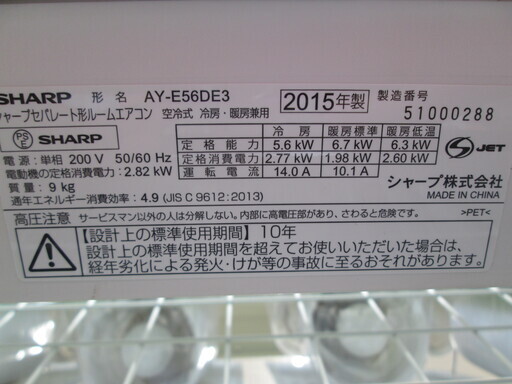 SHARP 形 名 AY-E56DE3 2015年製 製造番号
シャープセパレート形ルームエアコン 空冷式 冷房・暖房兼用 51000288
PS E SHARP
冷 房 暖房標準 暖房低温
定 格 能 力 5.6 kW 6.7 kW 6.3 kW
電源：単相 200 V 50/60 Hz 定格消費電力 2.77 kW 1.98 kW 2.60 kW
電動機の定格消費電力：2.82 kW 運 転 電 流 14.0 A 10.1 A
S JET
質量：9 kg
シャープ株式会社
通年エネルギー消費効率：4.9 (JIS C 9612:2013)
MADE IN CHINA
高圧注意 サービスマン以外の人は分解しない。内部に高電圧部があり、さわると危険です。 >PET<
【設計上の標準使用期間】10年
設計上の標準使用期間を超えてお使いいただいた場合は、
経年劣化による発火・けが等の事故に至るおそれがあります。